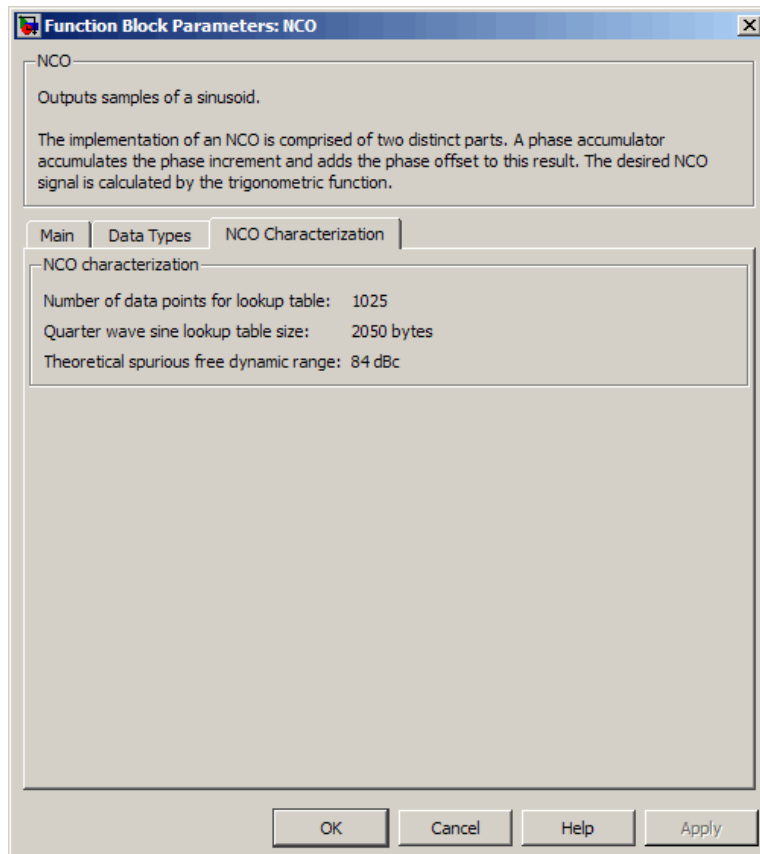 Function Block Parameters: NCO
NCO
Outputs samples of a sinusoid.
The implementation of an NCO is comprised of two distinct parts. A phase accumulator
accumulates the phase increment and adds the phase offset to this result. The desired NCO
signal is calculated by the trigonometric function.
Main Data Types NCO Characterization
NCO characterization
Number of data points for lookup table: 1025
Quarter wave sine lookup table size: 2050 bytes
Theoretical spurious free dynamic range: 84 dBc
OK Cancel Help Apply